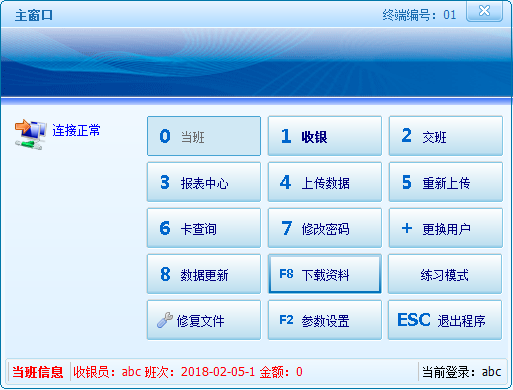 主窗口 终端编号：01
连接正常
0 当班 1 收银 2 交班
3 报表中心 4 上传数据 5 重新上传
6 卡查询 7 修改密码 + 更换用户
8 数据更新 F8 下载资料 练习模式
修复文件 F2 参数设置 ESC 退出程序
当班信息 收银员：abc 班次：2018-02-05-1 金额：0 当前登录：abc